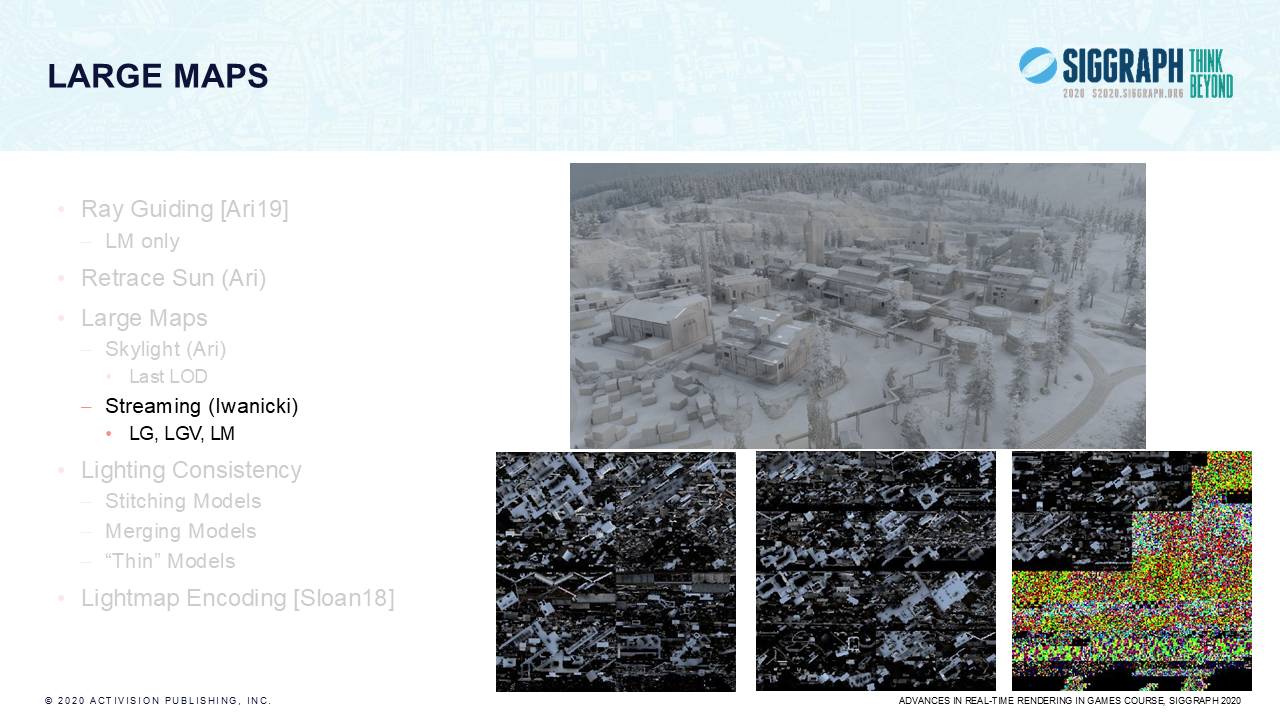 LARGE MAPS
SIGGRAPH THINK BEYOND
2020 S2020.SIGGRAPH.ORG
• Ray Guiding [Ari19]
– LM only
• Retrace Sun (Ari)
• Large Maps
– Skylight (Ari)
• Last LOD
– Streaming (Iwanicki)
• LG, LGV, LM
• Lighting Consistency
– Stitching Models
– Merging Models
– “Thin” Models
• Lightmap Encoding [Sloan18]
© 2020 ACTIVISION PUBLISHING, INC.
ADVANCES IN REAL-TIME RENDERING IN GAMES COURSE, SIGGRAPH 2020